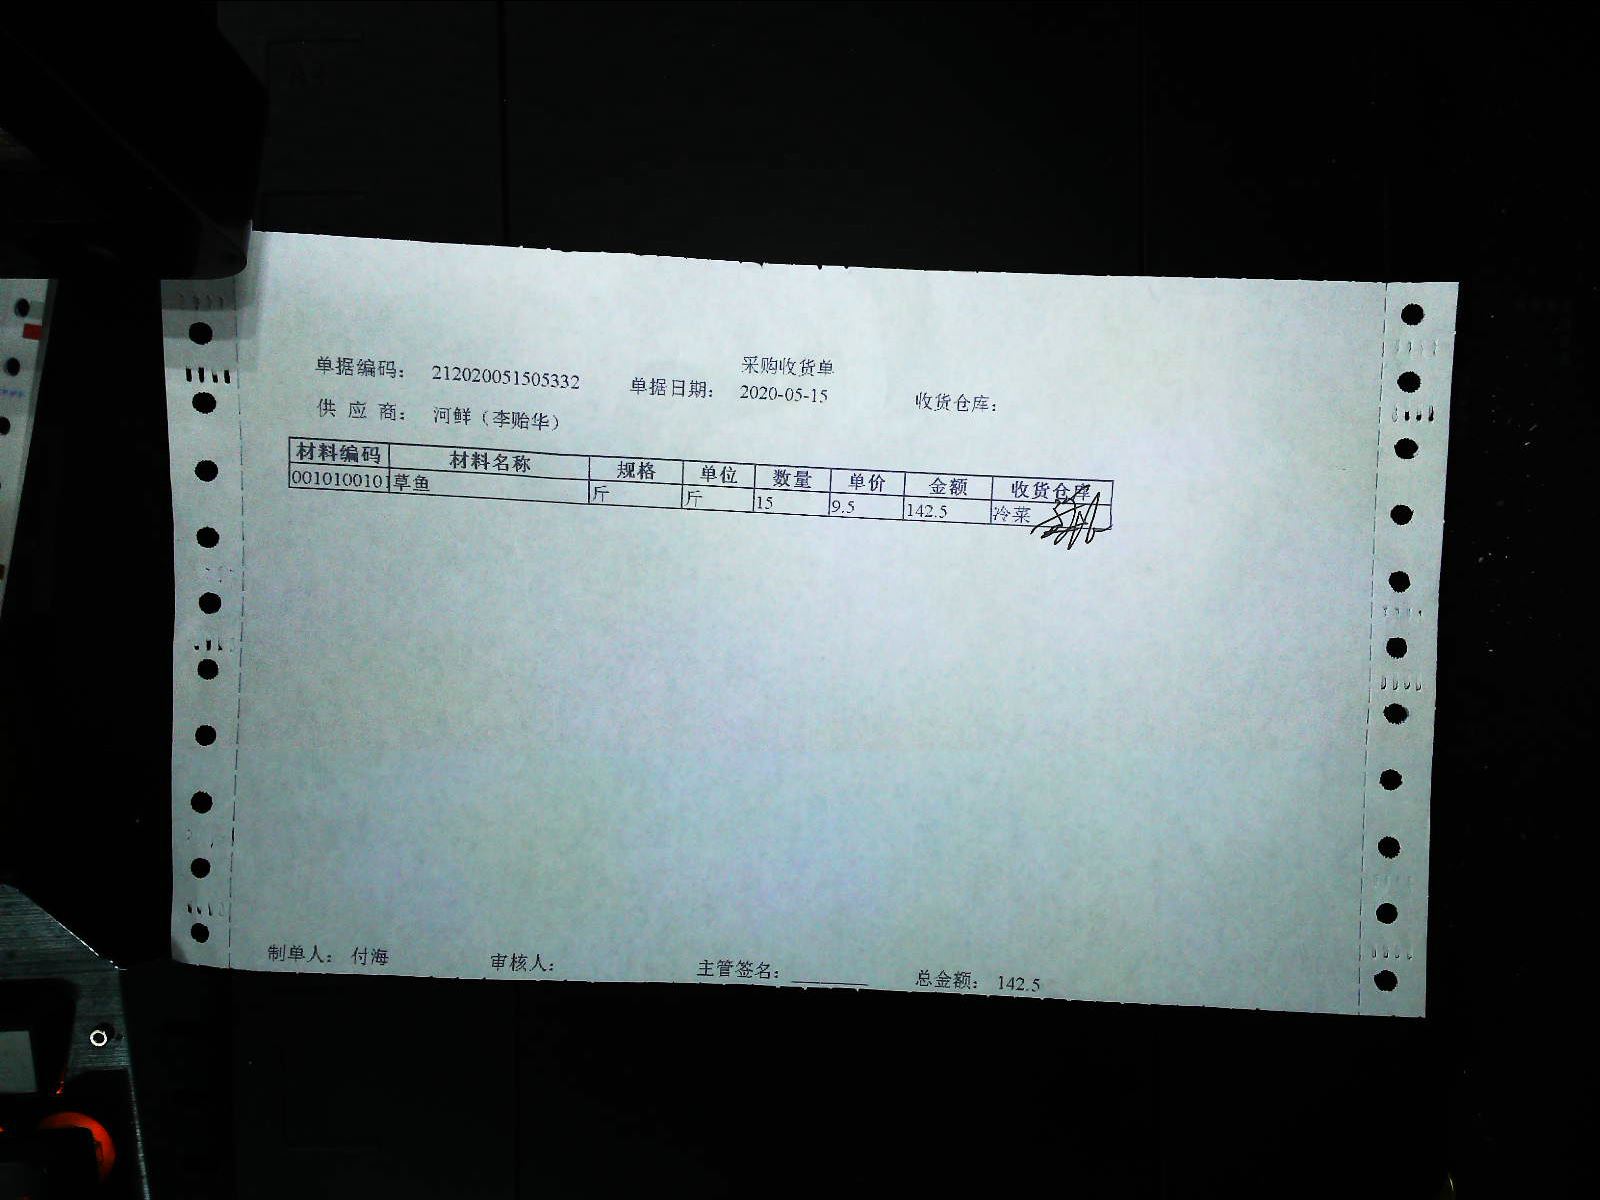 采购收货单
单据编码: 212020051505332 单据日期: 2020-05-15 收货仓库:
供 应 商: 河鲜（李贻华）
材料编码 材料名称 规格 单位 数量 单价 金额 收货仓库
001010010 草鱼 斤 斤 15 9.5 142.5 冷菜
制单人: 付海 审核人: 主管签名: 总金额: 142.5